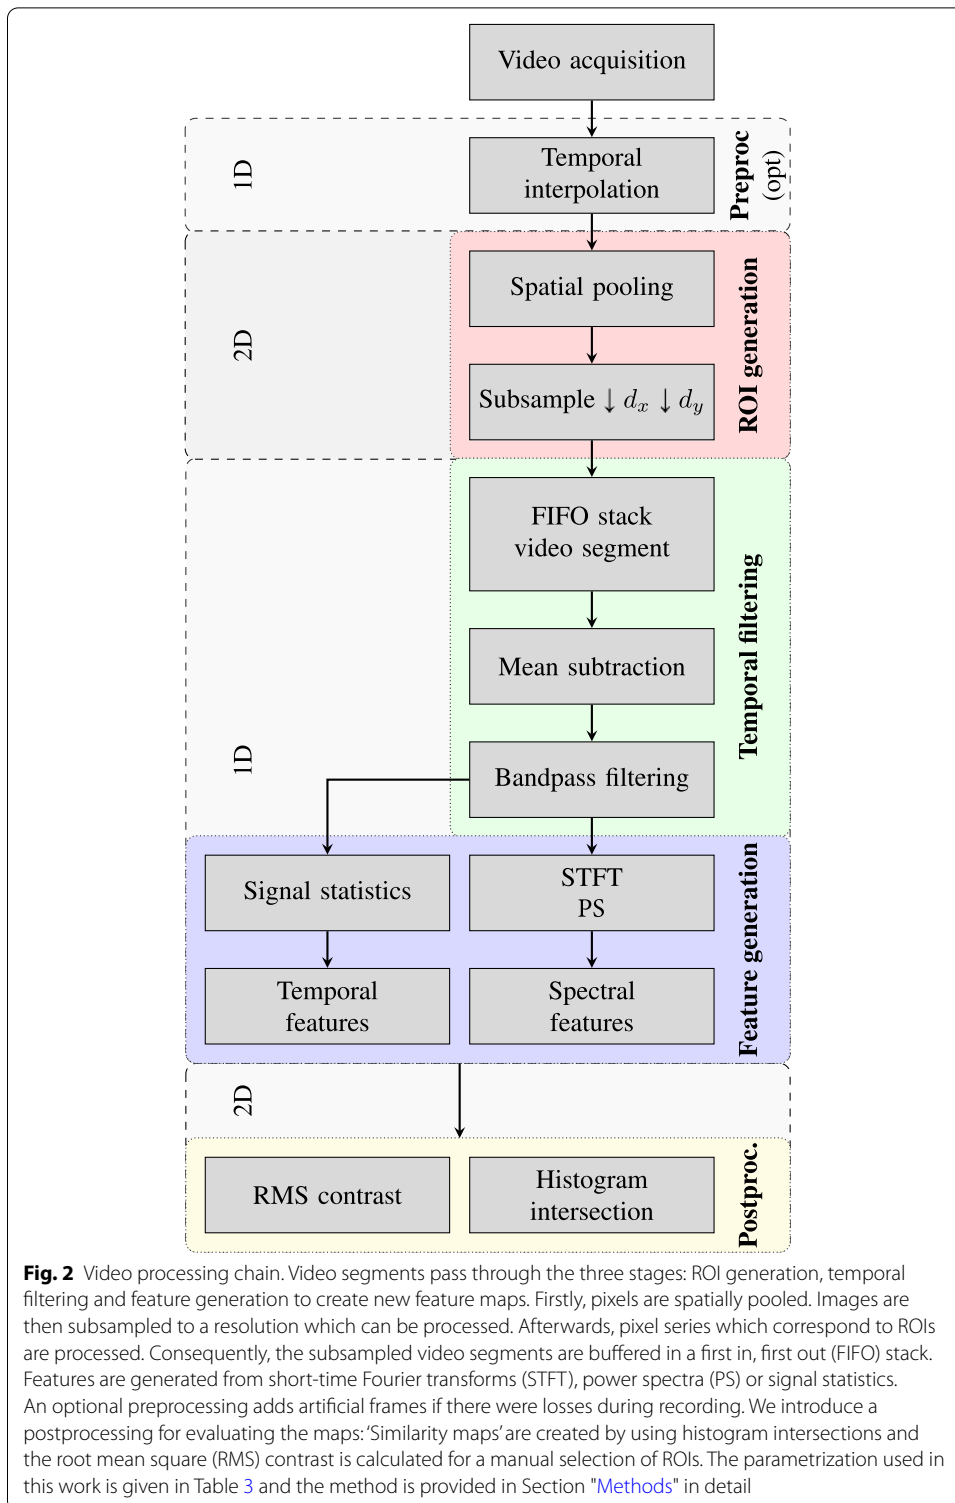 Video acquisition
1D
Temporal
interpolation
Preproc
(opt)
2D
Spatial pooling
Subsample ↓ dx ↓ dy
ROI generation
FIFO stack
video segment
Mean subtraction
Bandpass filtering
Temporal filtering
1D
Signal statistics
STFT
PS
Temporal
features
Spectral
features
Feature generation
2D
RMS contrast
Histogram
intersection
Postproc.
Fig. 2 Video processing chain. Video segments pass through the three stages: ROI generation, temporal
filtering and feature generation to create new feature maps. Firstly, pixels are spatially pooled. Images are
then subsampled to a resolution which can be processed. Afterwards, pixel series which correspond to ROIs
are processed. Consequently, the subsampled video segments are buffered in a first in, first out (FIFO) stack.
Features are generated from short-time Fourier transforms (STFT), power spectra (PS) or signal statistics.
An optional preprocessing adds artificial frames if there were losses during recording. We introduce a
postprocessing for evaluating the maps: ‘Similarity maps’ are created by using histogram intersections and
the root mean square (RMS) contrast is calculated for a manual selection of ROIs. The parametrization used in
this work is given in Table 3 and the method is provided in Section "Methods" in detail